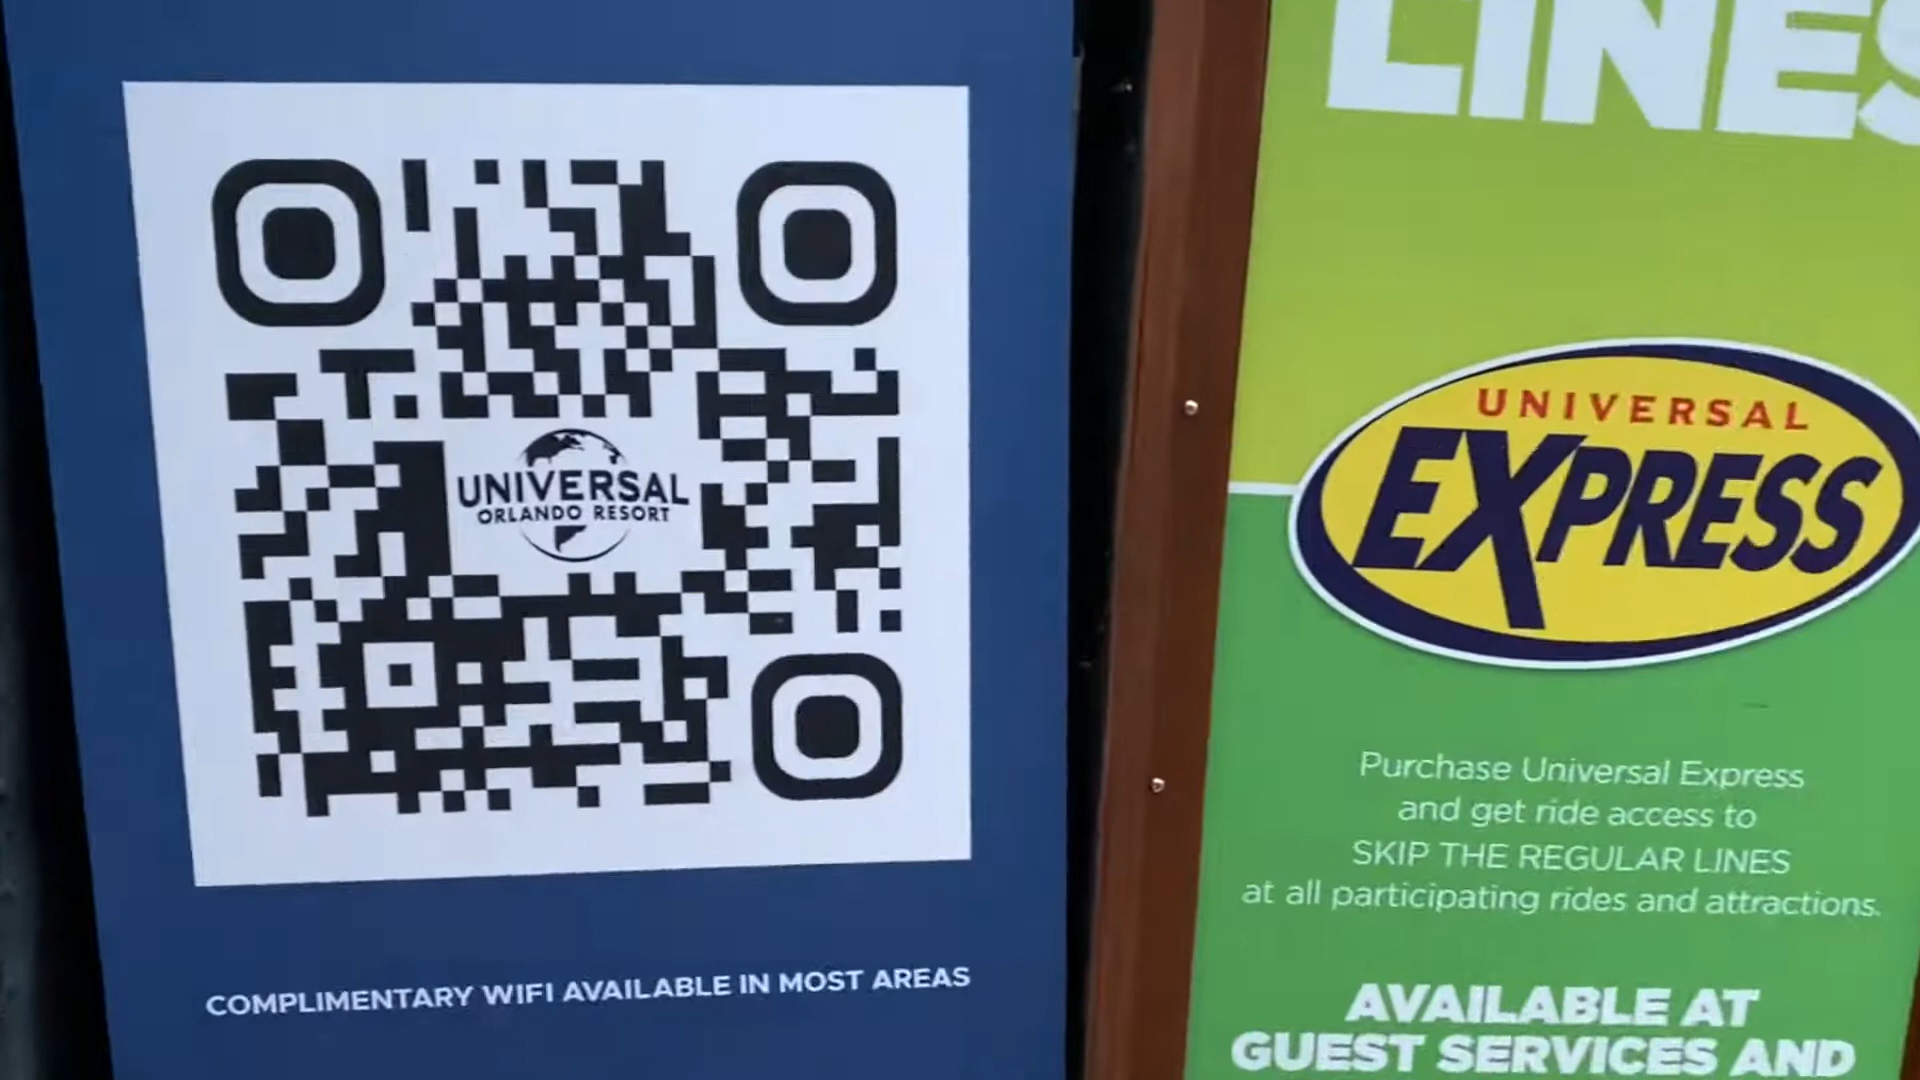 UNIVERSAL
ORLANDO RESORT
COMPLIMENTARY WIFI AVAILABLE IN MOST AREAS
LINES
UNIVERSAL
EXPRESS
Purchase Universal Express
and get ride access to
SKIP THE REGULAR LINES
at all participating rides and attractions.
AVAILABLE AT
GUEST SERVICES AND